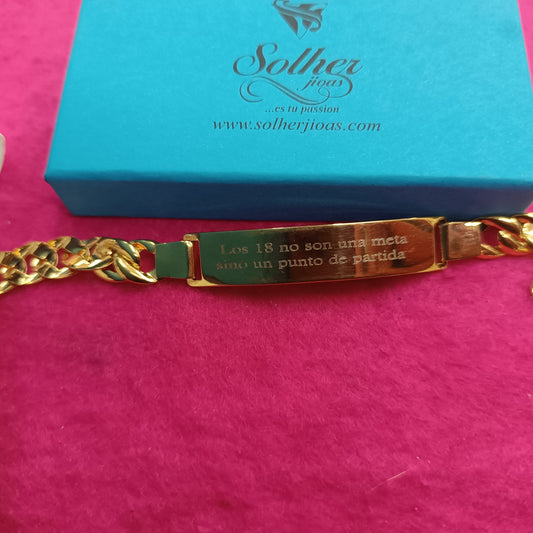 Solher
jioas
...es tu passion
www.solherjioas.com
Los 18 no son una meta
sino un punto de partida